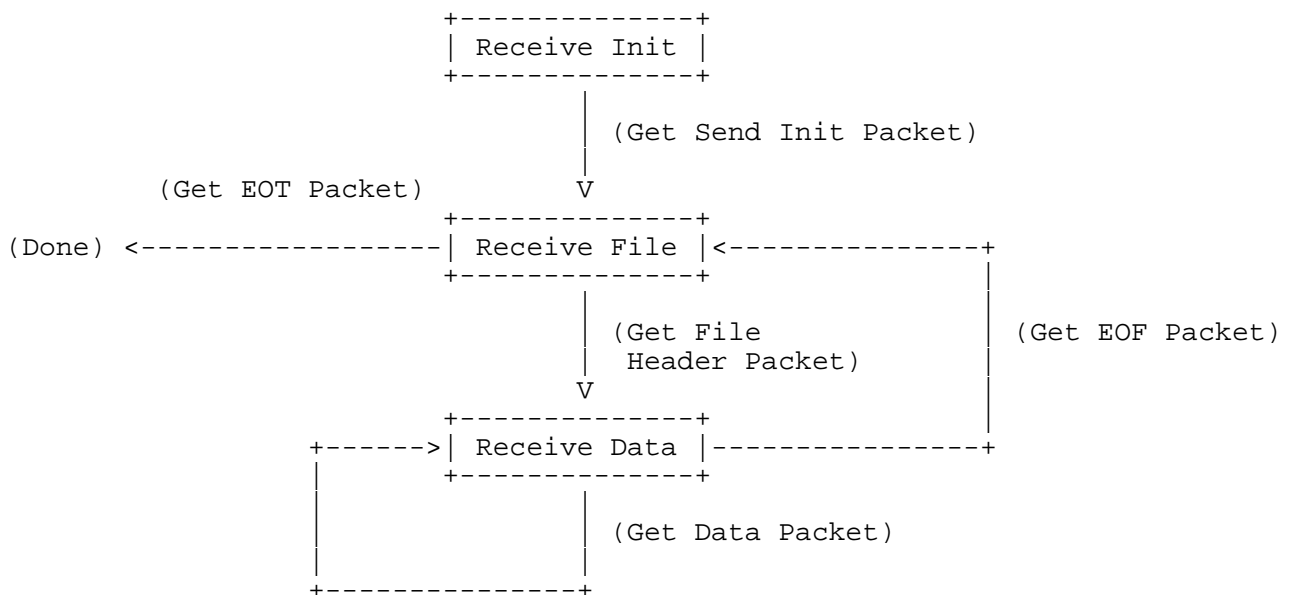 Receive Init
(Get Send Init Packet)
(Get EOT Packet) V
(Done) Receive File
(Get File (Get EOF Packet)
Header Packet)
V
Receive Data
(Get Data Packet)